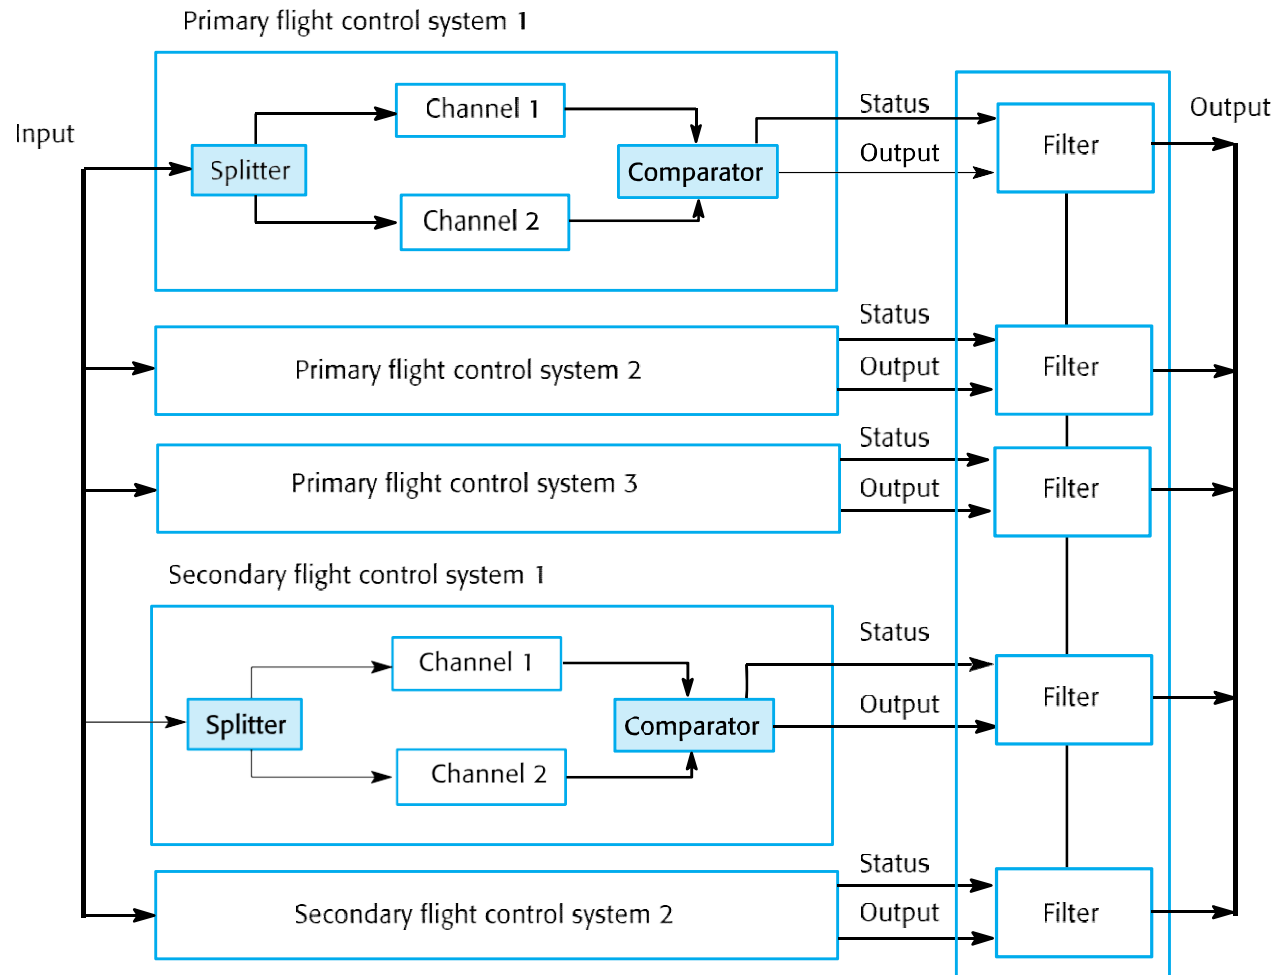 Primary flight control system 1
Input
Channel 1
Splitter
Comparator
Channel 2
Status
Output
Filter
Output
Primary flight control system 2
Status
Output
Filter
Primary flight control system 3
Status
Output
Filter
Secondary flight control system 1
Channel 1
Splitter
Comparator
Channel 2
Status
Output
Filter
Secondary flight control system 2
Status
Output
Filter